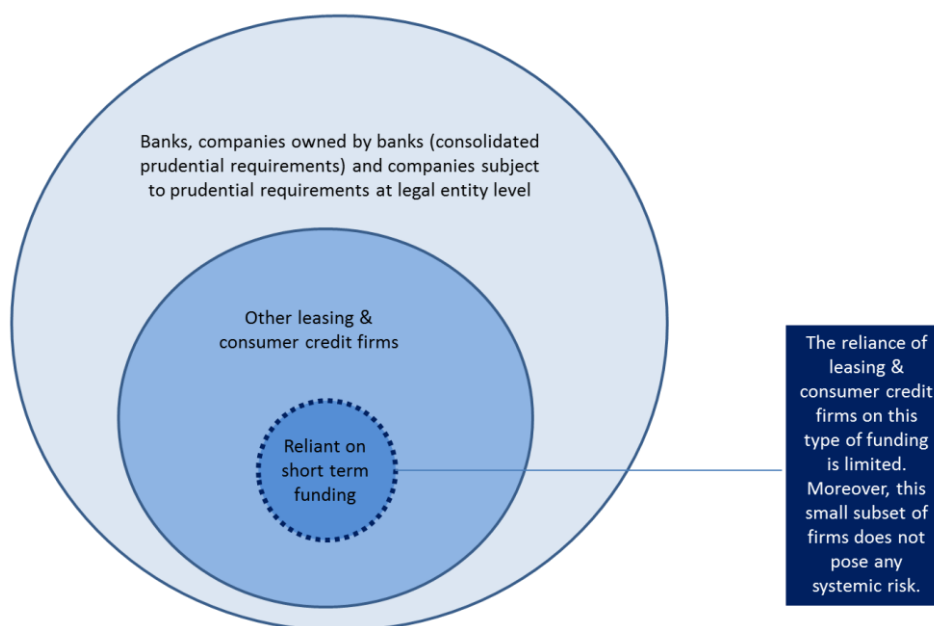 Banks, companies owned by banks (consolidated
prudential requirements) and companies subject
to prudential requirements at legal entity level
Other leasing &
consumer credit firms
Reliant on
short term
funding
The reliance of
leasing &
consumer credit
firms on this
type of funding
is limited.
Moreover, this
small subset of
firms does not
pose any
systemic risk.